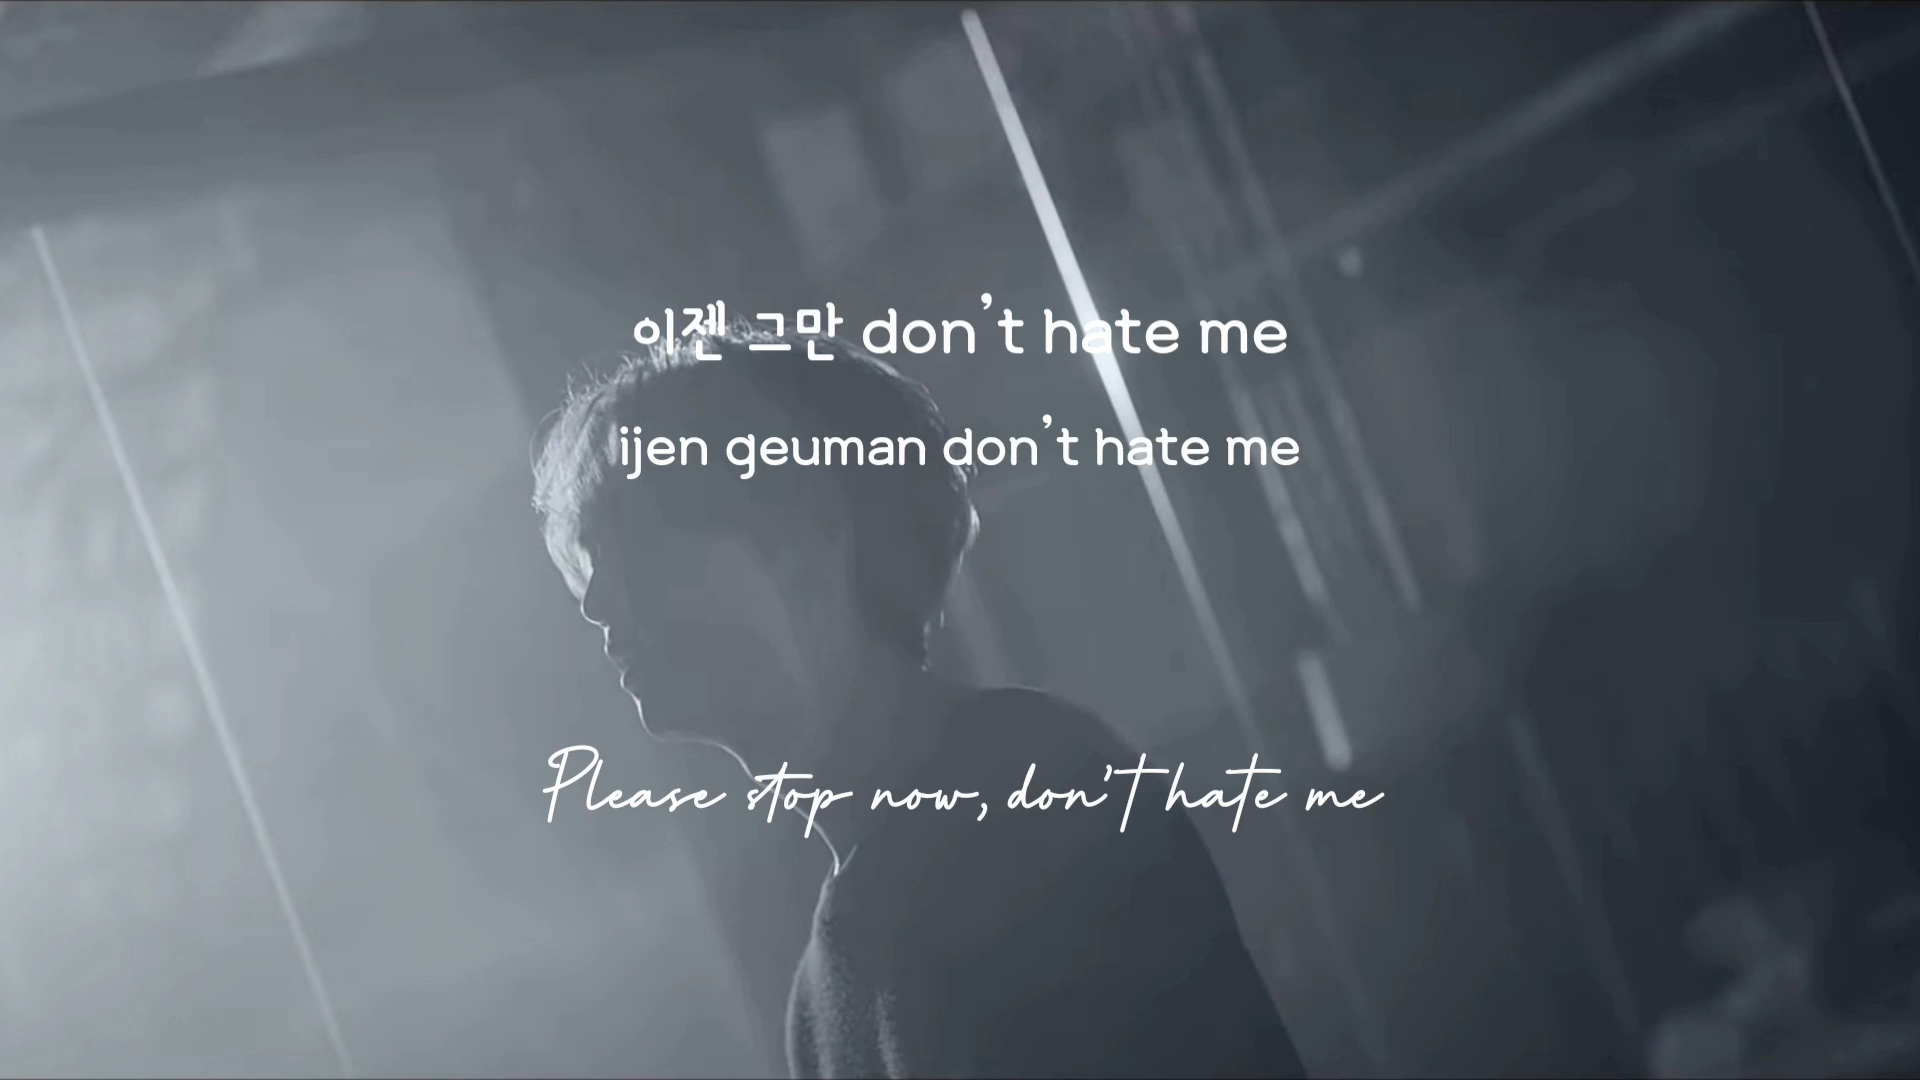 이젠 그만 don't hate me
ijen geuman don't hate me
Please stop now, don't hate me